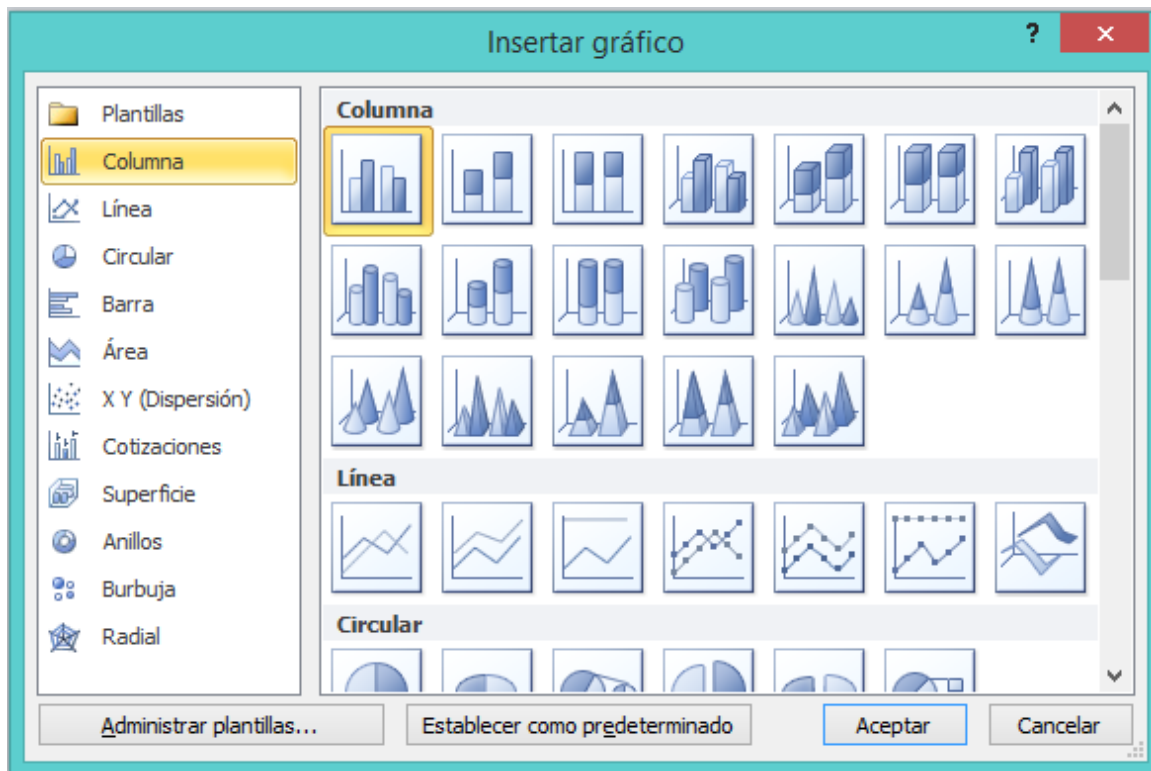 Insertar gráfico
?
Plantillas
Columna
Línea
Circular
Barra
Área
X Y (Dispersión)
Cotizaciones
Superficie
Anillos
Burbuja
Radial
Columna
Línea
Circular
Administrar plantillas...
Establecer como predeterminado
Aceptar
Cancelar